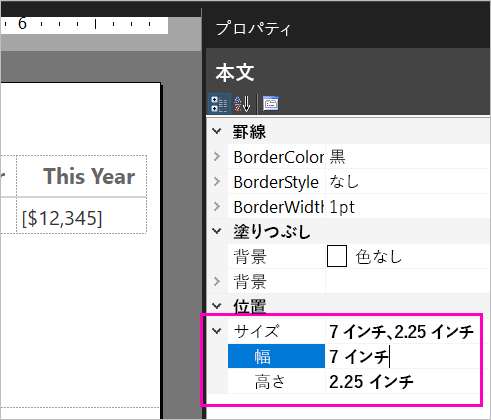 6
プロパティ
本文
罫線
BorderColor 黒
BorderStyle なし
BorderWidth 1pt
塗りつぶし
背景 色なし
背景
位置
サイズ 7 インチ、2.25 インチ
幅 7 インチ
高さ 2.25 インチ
r This Year
[$12,345]